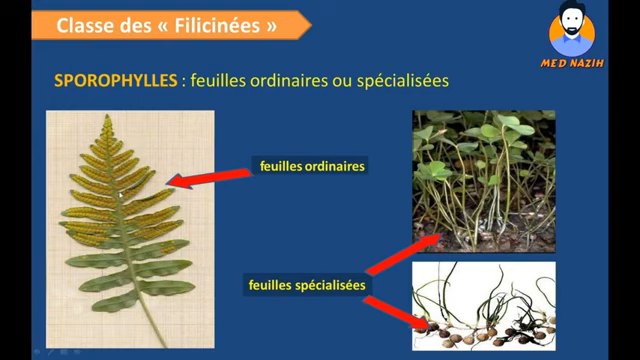 Classe des « Filicinées »
MED NAZIH
SPOROPHYLLES : feuilles ordinaires ou spécialisées
feuilles ordinaires
feuilles spécialisées